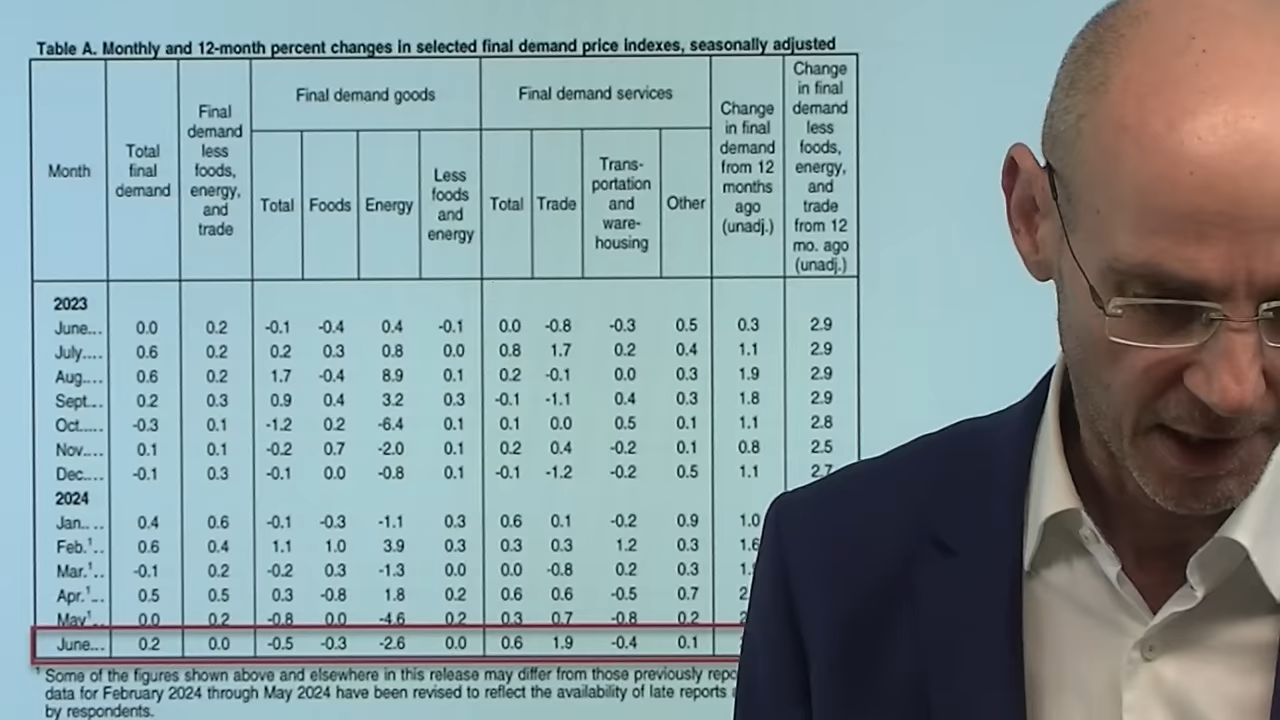 Table A. Monthly and 12-month percent changes in selected final demand price indexes, seasonally adjusted
Month
Total
final
demand
Final
demand
less
foods,
energy,
and
trade
Final demand goods
Total
Foods
Energy
Less
foods
and
energy
Final demand services
Total
Trade
Trans-
portation
and
ware-
housing
Other
Change
in final
demand
from 12
months
ago
(unadj.)
Change
in final
demand
less
foods,
energy,
and
trade
from 12
mo. ago
(unadj.)
2023
June... 0.0 0.2 -0.1 -0.4 0.4 -0.1 0.0 -0.8 -0.3 0.5 0.3 2.9
July.... 0.6 0.2 0.2 0.3 0.8 0.0 0.8 1.7 0.2 0.4 1.1 2.9
Aug.... 0.6 0.2 1.7 -0.4 8.9 0.1 0.2 -0.1 0.0 0.3 1.9 2.9
Sept... 0.2 0.3 0.9 0.4 3.2 0.3 -0.1 -1.1 0.4 0.3 1.8 2.9
Oct..... -0.3 0.1 -1.2 0.2 -6.4 0.1 0.1 0.0 0.5 0.1 1.1 2.8
Nov.... 0.1 0.1 -0.2 0.7 -2.0 0.1 0.2 0.4 -0.2 0.1 0.8 2.5
Dec.... -0.1 0.3 -0.1 0.0 -0.8 0.1 -0.1 -1.2 -0.2 0.5 1.1 2.7
2024
Jan.... 0.4 0.6 -0.1 -0.3 -1.1 0.3 0.6 0.1 -0.2 0.9 1.0
Feb.¹.. 0.6 0.4 1.1 1.0 3.9 0.3 0.3 0.3 1.2 0.3 1.6
Mar.¹.. -0.1 0.2 -0.2 0.3 -1.3 0.0 0.0 -0.8 0.2 0.3
Apr.¹... 0.5 0.5 0.3 -0.8 1.8 0.2 0.6 0.6 -0.5 0.7
May¹.. 0.0 0.2 -0.8 0.0 -4.6 0.2 0.3 0.7 -0.8 0.2
June... 0.2 0.0 -0.5 -0.3 -2.6 0.0 0.6 1.9 -0.4 0.1
¹ Some of the figures shown above and elsewhere in this release may differ from those previously
data for February 2024 through May 2024 have been revised to reflect the availability of late reports
by respondents.